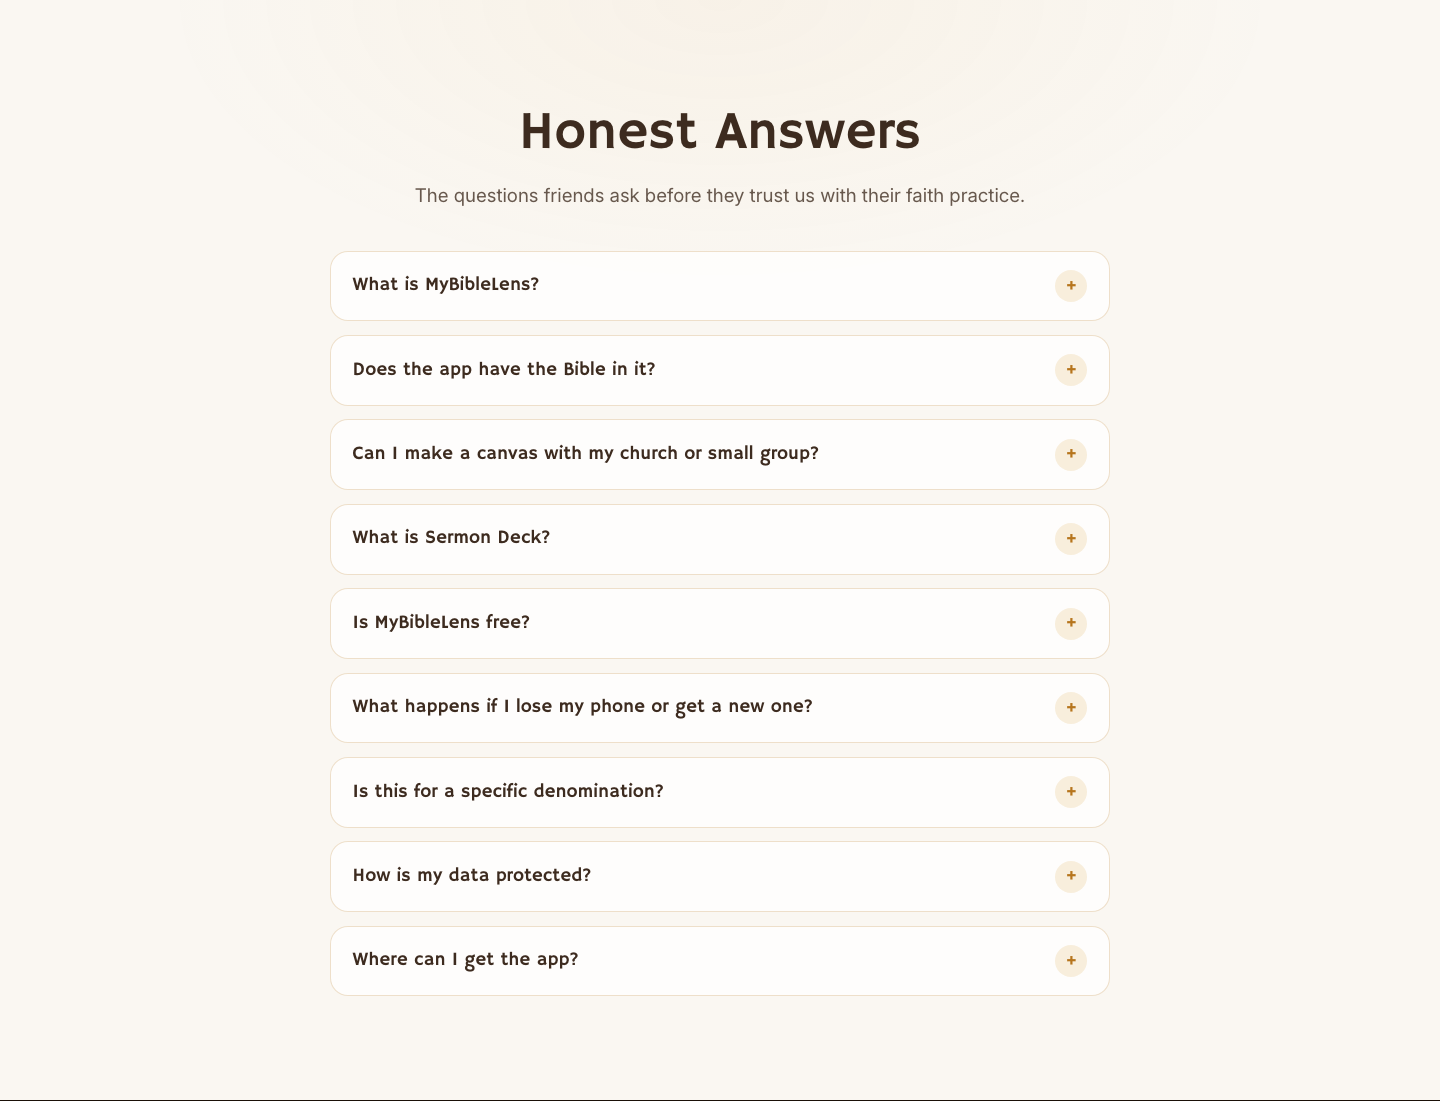 Honest Answers
The questions friends ask before they trust us with their faith practice.
What is MyBibleLens?
+
Does the app have the Bible in it?
+
Can I make a canvas with my church or small group?
+
What is Sermon Deck?
+
Is MyBibleLens free?
+
What happens if I lose my phone or get a new one?
+
Is this for a specific denomination?
+
How is my data protected?
+
Where can I get the app?
+